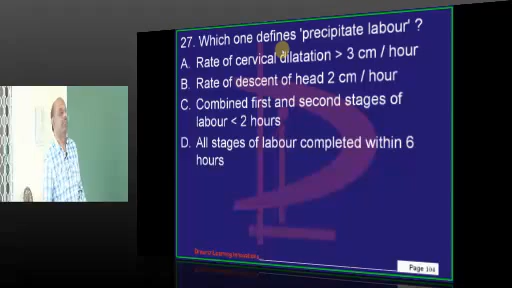 27. Which one defines 'precipitate labour' ?
A. Rate of cervical dilatation > 3 cm / hour
B. Rate of descent of head 2 cm / hour
C. Combined first and second stages of
labour < 2 hours
D. All stages of labour completed within 6
hours
Page 104